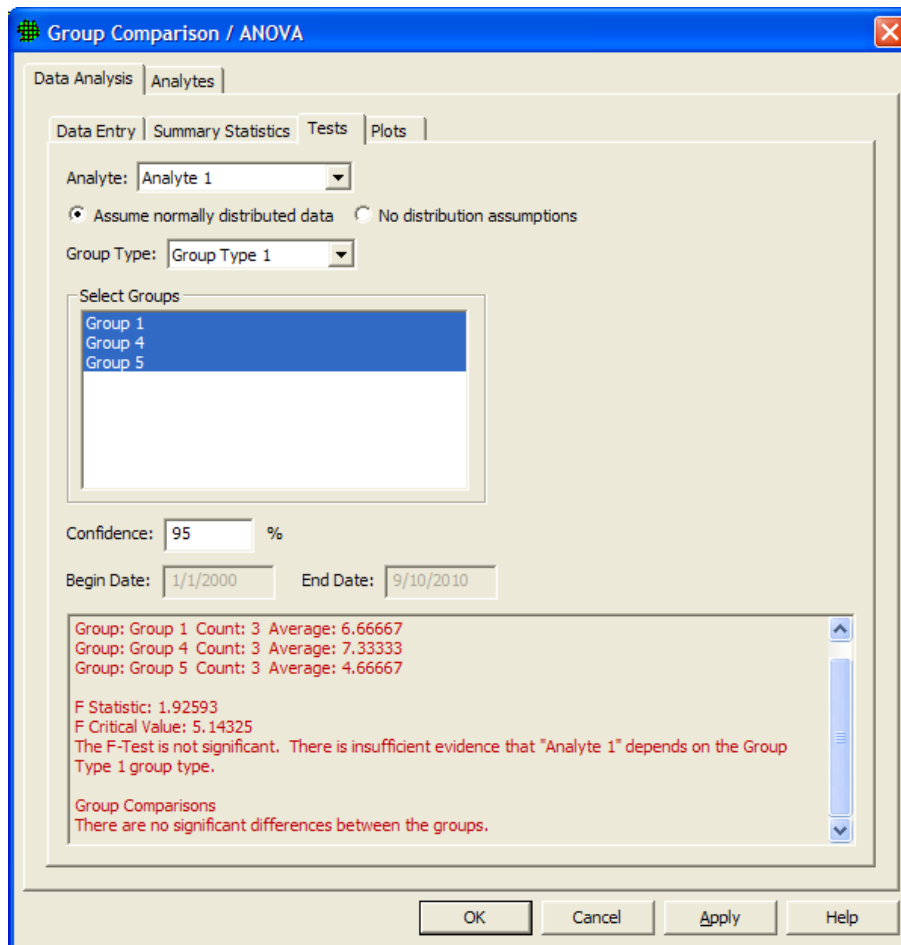 Group Comparison / ANOVA
Data Analysis
Analytes
Data Entry
Summary Statistics
Tests
Plots
Analyte: Analyte 1
Assume normally distributed data
No distribution assumptions
Group Type: Group Type 1
Select Groups
Group 1
Group 4
Group 5
Confidence: 95 %
Begin Date: 1/1/2000 End Date: 9/10/2010
Group: Group 1 Count: 3 Average: 6.66667
Group: Group 4 Count: 3 Average: 7.33333
Group: Group 5 Count: 3 Average: 4.66667
F Statistic: 1.92593
F Critical Value: 5.14325
The F-Test is not significant. There is insufficient evidence that "Analyte 1" depends on the Group
Type 1 group type.
Group Comparisons
There are no significant differences between the groups.
OK
Cancel
Apply
Help